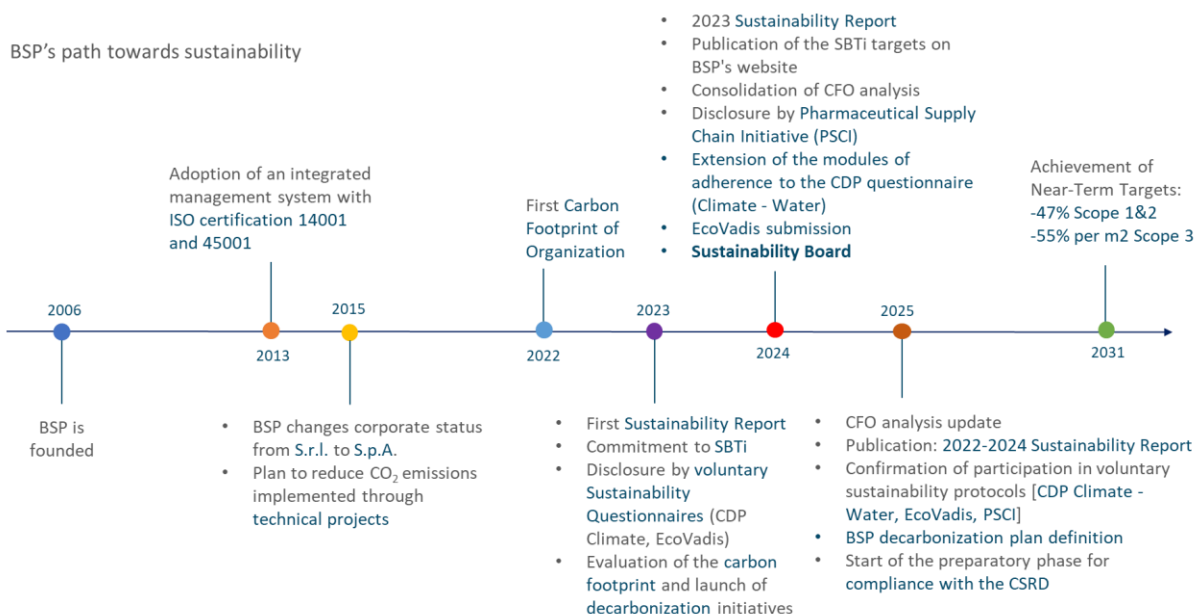 BSP's path towards sustainability
2006
BSP is
founded
Adoption of an integrated
management system with
ISO certification 14001
and 45001
2013
2015
• BSP changes corporate status
from S.r.l. to S.p.A.
• Plan to reduce CO₂ emissions
implemented through
technical projects
First Carbon
Footprint of
Organization
2022
2023
• First Sustainability Report
• Commitment to SBTi
• Disclosure by voluntary
Sustainability
Questionnaires (CDP
Climate, EcoVadis)
• Evaluation of the carbon
footprint and launch of
decarbonization initiatives
• 2023 Sustainability Report
• Publication of the SBTi targets on
BSP's website
• Consolidation of CFO analysis
• Disclosure by Pharmaceutical Supply
Chain Initiative (PSCI)
• Extension of the modules of
adherence to the CDP questionnaire
(Climate - Water)
• EcoVadis submission
• Sustainability Board
2024
2025
• CFO analysis update
• Publication: 2022-2024 Sustainability Report
• Confirmation of participation in voluntary
sustainability protocols [CDP Climate -
Water, EcoVadis, PSCI]
• BSP decarbonization plan definition
• Start of the preparatory phase for
compliance with the CSRD
Achievement of
Near-Term Targets:
-47% Scope 1&2
-55% per m2 Scope 3
2031